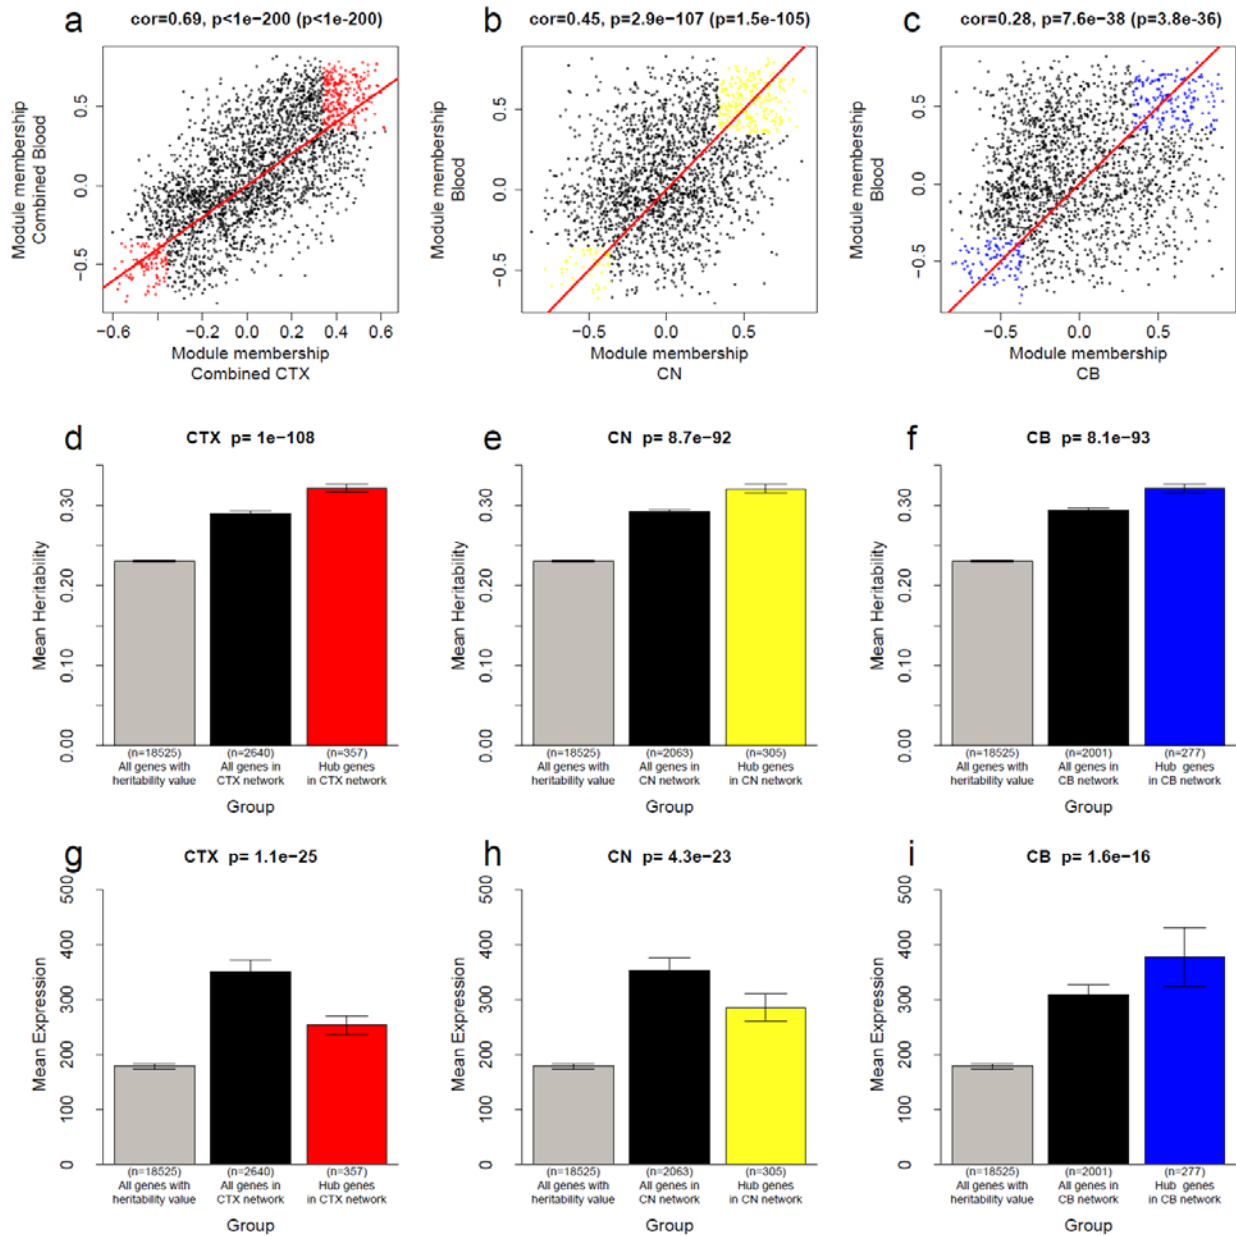 a
cor=0.69, p<1e−200 (p<1e-200)
Module membership
Combined Blood
0.5
0.0
−0.5
−0.6
−0.2
0.0
0.2
0.4
0.6
Module membership
Combined CTX
b
cor=0.45, p=2.9e−107 (p=1.5e-105)
Module membership
Blood
0.5
0.0
−0.5
−0.5
0.0
0.5
Module membership
CN
c
cor=0.28, p=7.6e−38 (p=3.8e-36)
Module membership
Blood
0.5
0.0
−0.5
−0.5
0.0
0.5
Module membership
CB
d
CTX p= 1e−108
Mean Heritability
0.30
0.20
0.10
0.00
(n=18525) (n=2640) (n=357)
All genes with All genes in Hub genes
heritability value CTX network in CTX network
Group
e
CN p= 8.7e−92
Mean Heritability
0.30
0.20
0.10
0.00
(n=18525) (n=2063) (n=305)
All genes with All genes in Hub genes
heritability value CN network in CN network
Group
f
CB p= 8.1e−93
Mean Heritability
0.30
0.20
0.10
0.00
(n=18525) (n=2001) (n=277)
All genes with All genes in Hub genes
heritability value CB network in CB network
Group
g
CTX p= 1.1e−25
Mean Expression
500
400
300
200
100
0
(n=18525) (n=2640) (n=357)
All genes with All genes in Hub genes
heritability value CTX network in CTX network
Group
h
CN p= 4.3e−23
Mean Expression
500
400
300
200
100
0
(n=18525) (n=2063) (n=305)
All genes with All genes in Hub genes
heritability value CN network in CN network
Group
i
CB p= 1.6e−16
Mean Expression
500
400
300
200
100
0
(n=18525) (n=2001) (n=277)
All genes with All genes in Hub genes
heritability value CB network in CB network
Group